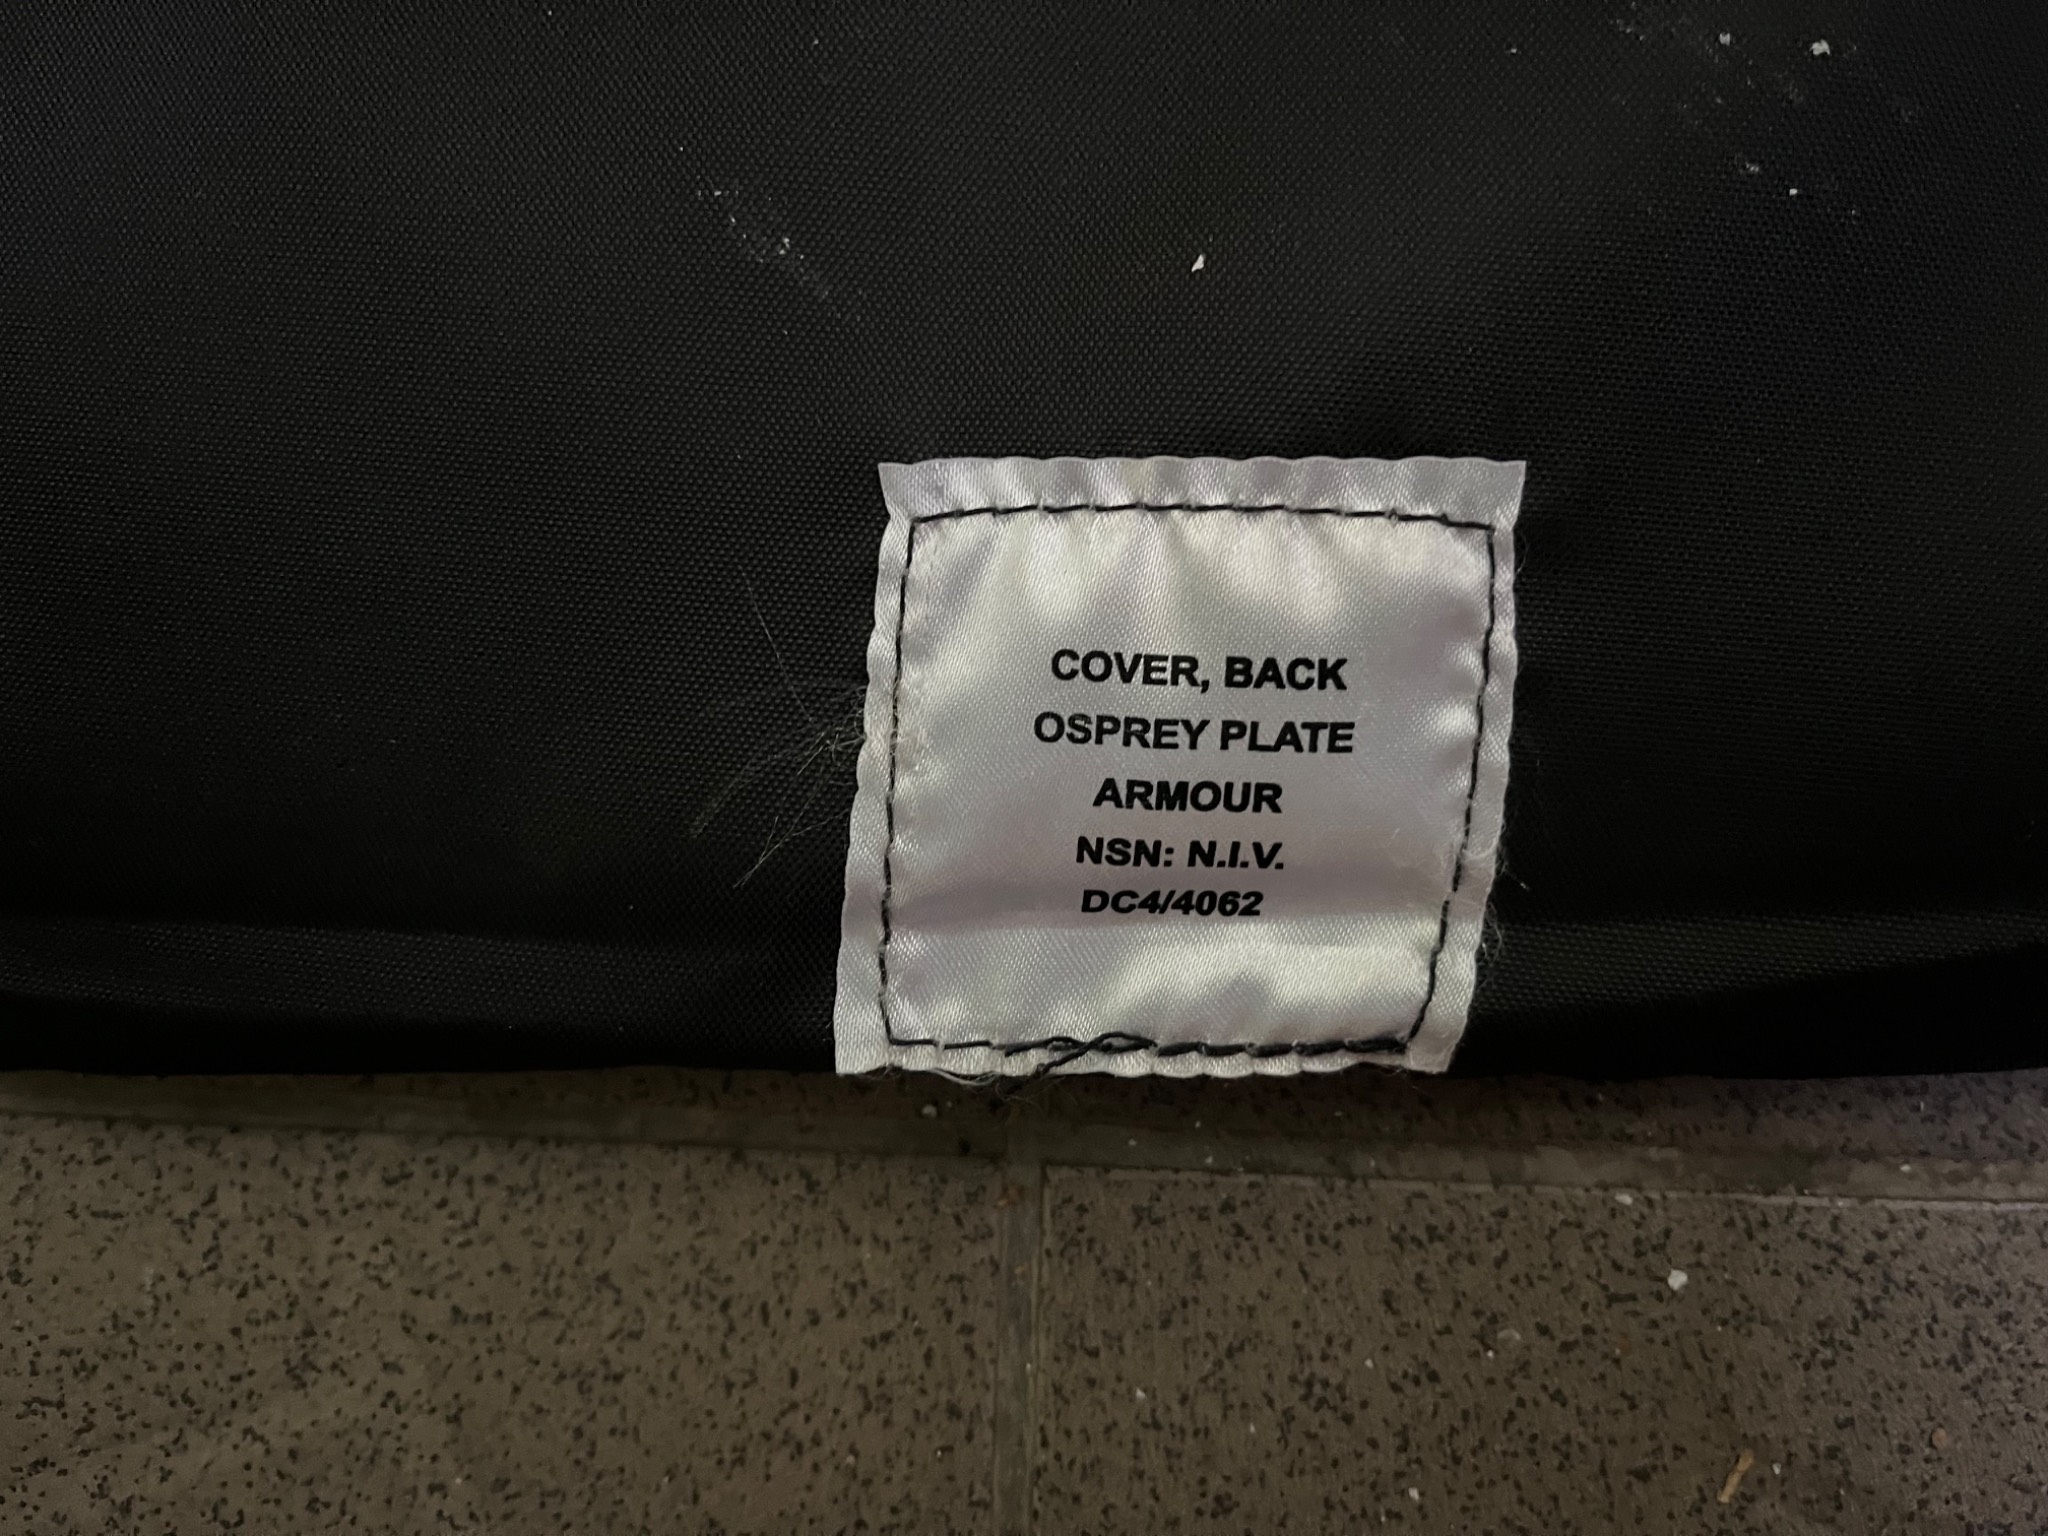 COVER, BACK
OSPREY PLATE
ARMOUR
NSN: N.I.V.
DC4/4062